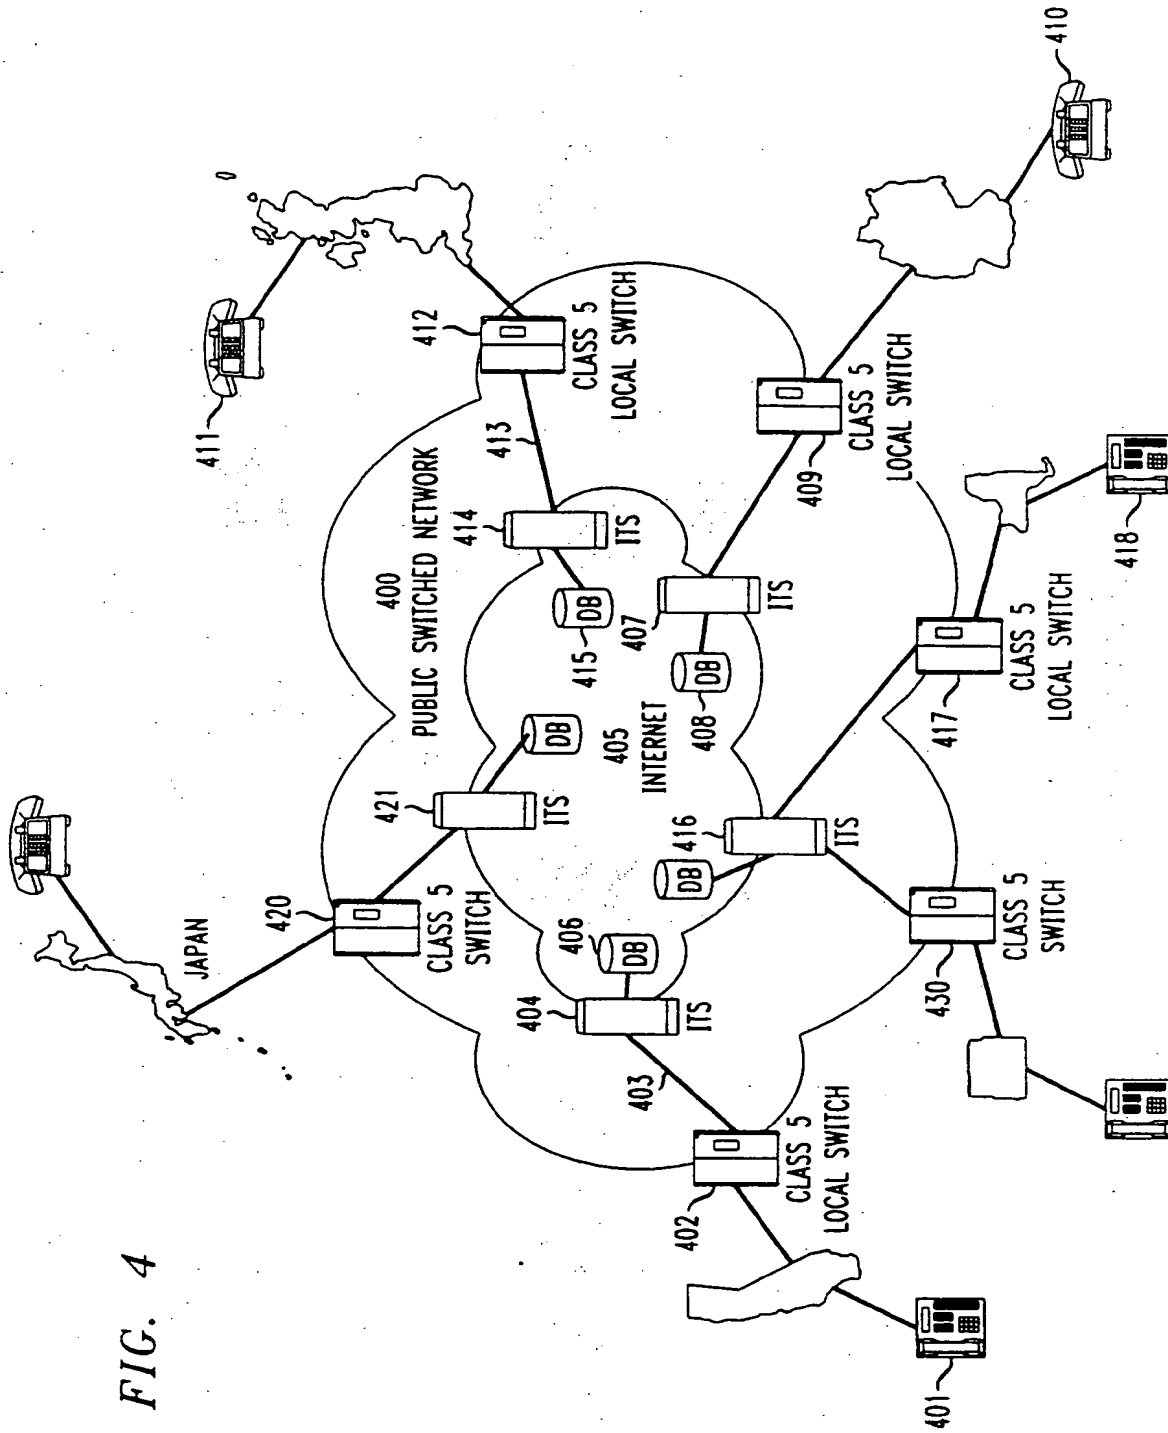 FIG. 4
JAPAN
420
CLASS 5
SWITCH
421
ITS
DB
PUBLIC SWITCHED NETWORK
400
411
412
CLASS 5
LOCAL SWITCH
413
414
ITS
DB
415
405
INTERNET
407
ITS
DB
408
409
CLASS 5
LOCAL SWITCH
410
404
ITS
DB
406
403
402
CLASS 5
LOCAL SWITCH
401
416
ITS
DB
417
CLASS 5
LOCAL SWITCH
418
430
CLASS 5
SWITCH